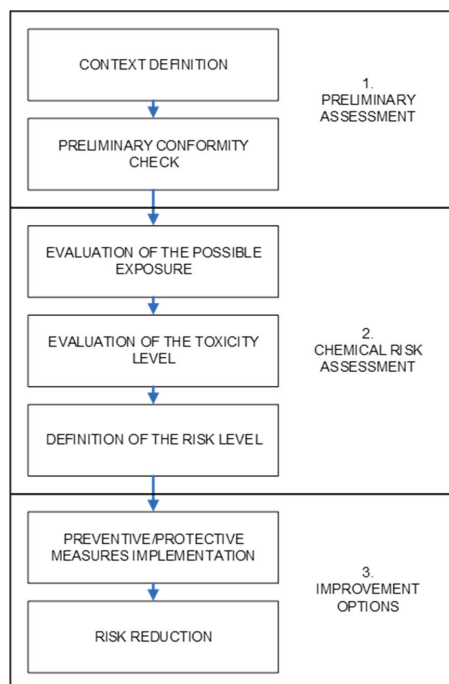 CONTEXT DEFINITION
PRELIMINARY CONFORMITY
CHECK
1.
PRELIMINARY
ASSESSMENT
EVALUATION OF THE POSSIBLE
EXPOSURE
EVALUATION OF THE TOXICITY
LEVEL
DEFINITION OF THE RISK LEVEL
2.
CHEMICAL RISK
ASSESSMENT
PREVENTIVE/PROTECTIVE
MEASURES IMPLEMENTATION
RISK REDUCTION
3.
IMPROVEMENT
OPTIONS